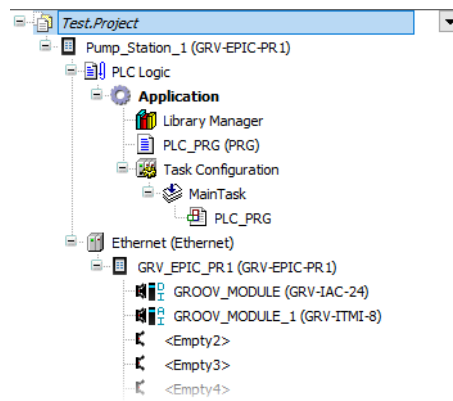 Test.Project
Pump_Station_1 (GRV-EPIC-PR1)
PLC Logic
Application
Library Manager
PLC_PRG (PRG)
Task Configuration
MainTask
PLC_PRG
Ethernet (Ethernet)
GRV_EPIC_PR1 (GRV-EPIC-PR1)
D I GROOV_MODULE (GRV-IAC-24)
A I GROOV_MODULE_1 (GRV-ITMI-8)
<Empty2>
<Empty3>
<Empty4>